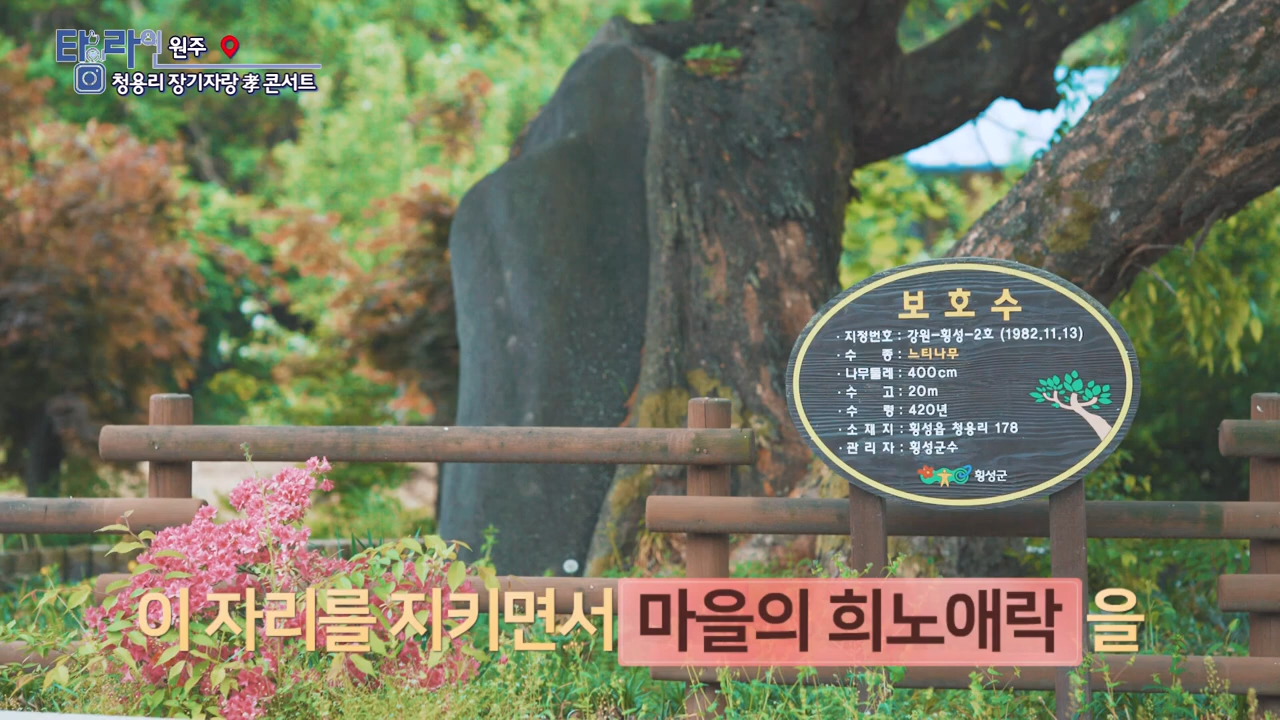 타봐라이 원주
청용리 장기자랑 孝 콘서트
보호수
· 지정번호 : 강원-횡성-2호 (1982.11.13)
· 수 종 : 느티나무
· 나무둘레 : 400cm
· 수 고 : 20m
· 수 령 : 420년
· 소 재 지 : 횡성읍 청용리 178
· 관 리 자 : 횡성군수
횡성군
이 자리를 지키면서 마을의 희노애락 을